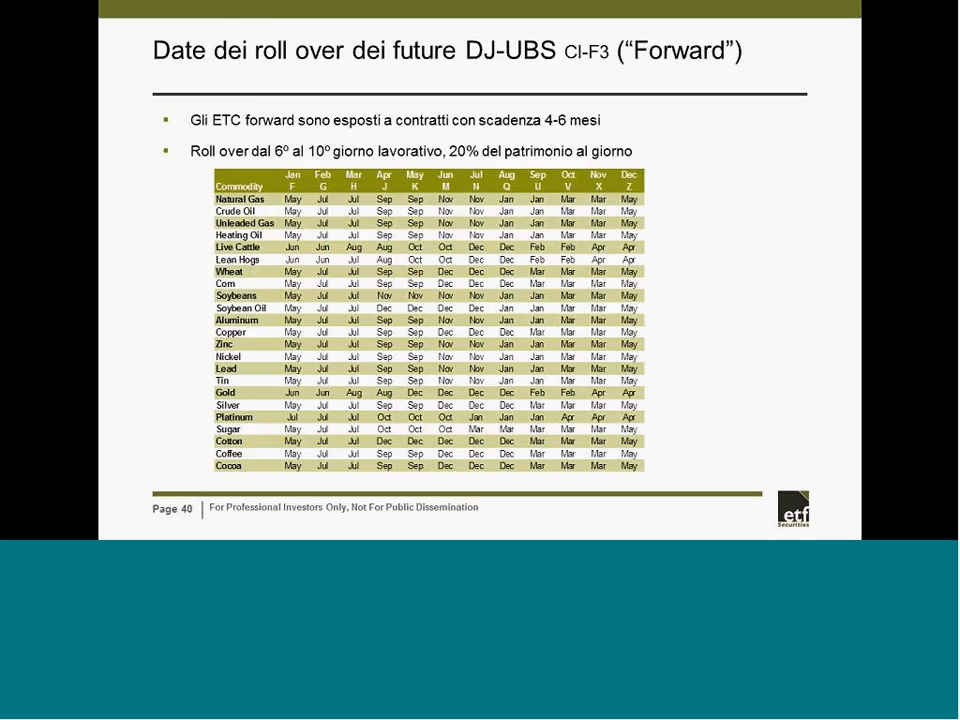 Date dei roll over dei future DJ-UBS CI-F3 (“Forward”)
▪ Gli ETC forward sono esposti a contratti con scadenza 4-6 mesi
▪ Roll over dal 6º al 10º giorno lavorativo, 20% del patrimonio al giorno
Jan Feb Mar Apr May Jun Jul Aug Sep Oct Nov Dec
Commodity F G H J K M N Q U V X Z
Natural Gas May Jul Jul Sep Sep Nov Nov Jan Jan Mar Mar May
Crude Oil May Jul Jul Sep Sep Nov Nov Jan Jan Mar Mar May
Unleaded Gas May Jul Jul Sep Sep Nov Nov Jan Jan Mar Mar May
Heating Oil May Jul Jul Sep Sep Nov Nov Jan Jan Mar Mar May
Live Cattle Jun Jun Aug Aug Oct Oct Dec Dec Feb Feb Apr Apr
Lean Hogs Jun Jun Jul Aug Oct Oct Dec Dec Feb Feb Apr Apr
Wheat May Jul Jul Sep Sep Dec Dec Dec Mar Mar Mar May
Corn May Jul Jul Sep Sep Dec Dec Dec Mar Mar Mar May
Soybeans May Jul Jul Nov Nov Nov Nov Jan Jan Mar Mar May
Soybean Oil May Jul Jul Dec Dec Dec Dec Jan Jan Mar Mar May
Aluminum May Jul Jul Sep Sep Nov Nov Jan Jan Mar Mar May
Copper May Jul Jul Sep Sep Dec Dec Dec Mar Mar Mar May
Zinc May Jul Jul Sep Sep Nov Nov Jan Jan Mar Mar May
Nickel May Jul Jul Sep Sep Nov Nov Jan Jan Mar Mar May
Lead May Jul Jul Sep Sep Nov Nov Jan Jan Mar Mar May
Tin May Jul Jul Sep Sep Nov Nov Jan Jan Mar Mar May
Gold Jun Jun Aug Aug Dec Dec Dec Dec Feb Feb Apr Apr
Silver May Jul Jul Sep Sep Dec Dec Dec Mar Mar Mar May
Platinum Jul Jul Jul Oct Oct Oct Jan Jan Jan Apr Apr Apr
Sugar May Jul Jul Oct Oct Oct Mar Mar Mar Mar Mar May
Cotton May Jul Jul Dec Dec Dec Dec Dec Mar Mar Mar May
Coffee May Jul Jul Sep Sep Dec Dec Dec Mar Mar Mar May
Cocoa May Jul Jul Sep Sep Dec Dec Dec Mar Mar Mar May
Page 40 For Professional Investors Only, Not For Public Dissemination
etf
Securities